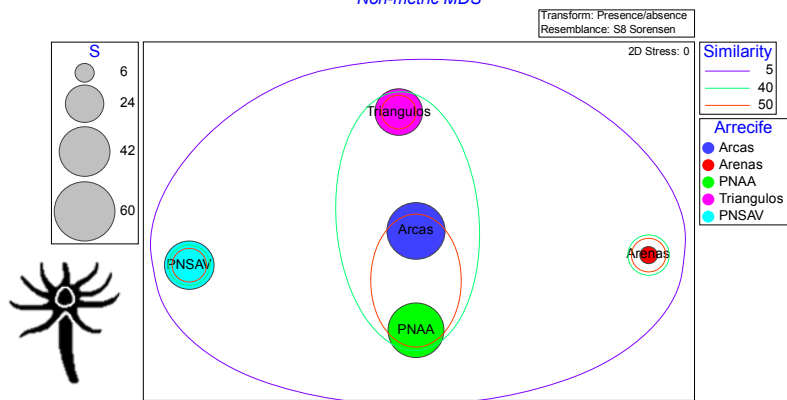 Non-metric MDS
Transform: Presence/absence
Resemblance: S8 Sorensen
S
6
24
42
60
2D Stress: 0
Triangulos
Arcas
PNSAV
Arenas
PNAA
Similarity
5
40
50
Arrecife
Arcas
Arenas
PNAA
Triangulos
PNSAV